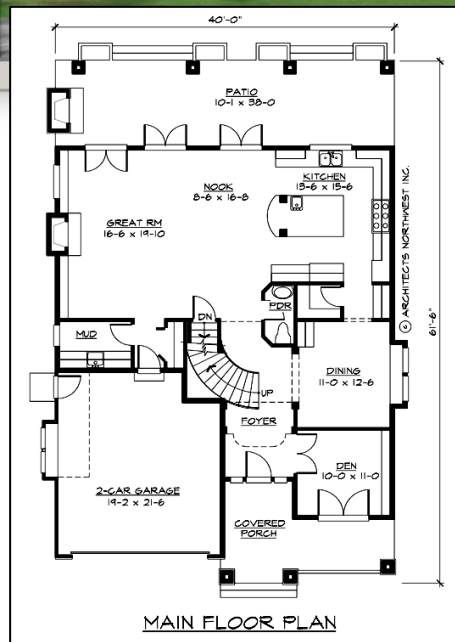 40'-0"
PATIO
10-1 x 38-0
KITCHEN
13-6 x 15-6
NOOK
8-6 x 16-8
GREAT RM
16-6 x 19-10
© ARCHITECTS NORTHWEST INC.
61'-6"
PDR
DN
MUD
DINING
11-0 x 12-6
UP
FOYER
DEN
10-0 x 11-0
2-CAR GARAGE
19-2 x 21-6
COVERED
PORCH
MAIN FLOOR PLAN